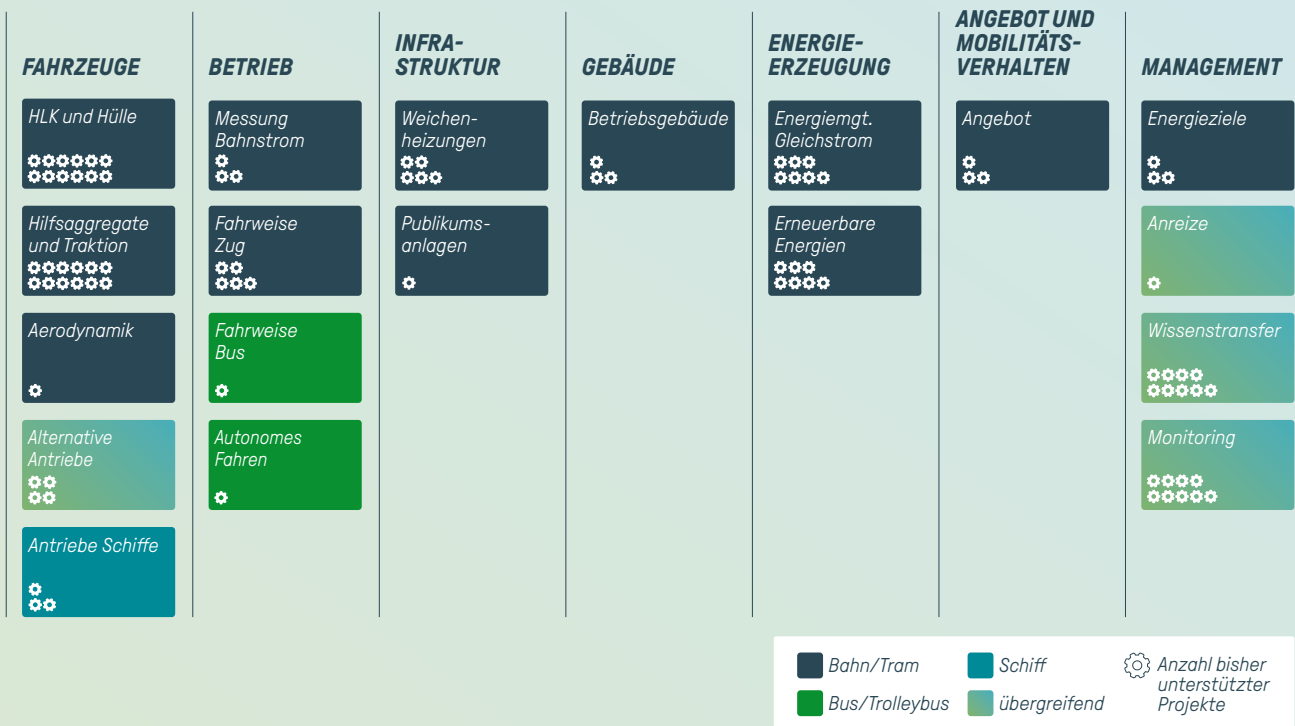 FAHRZEUGE
HLK und Hülle
Hilfsaggregate
und Traktion
Aerodynamik
Alternative
Antriebe
Antriebe Schiffe
BETRIEB
Messung
Bahnstrom
Fahrweise
Zug
Fahrweise
Bus
Autonomes
Fahren
INFRA-
STRUKTUR
Weichen-
heizungen
Publikums-
anlagen
GEBÄUDE
Betriebsgebäude
ENERGIE-
ERZEUGUNG
Energiemgt.
Gleichstrom
Erneuerbare
Energien
ANGEBOT UND
MOBILITÄTS-
VERHALTEN
Angebot
MANAGEMENT
Energieziele
Anreize
Wissenstransfer
Monitoring
Bahn/Tram
Bus/Trolleybus
Schiff
übergreifend
Anzahl bisher
unterstützter
Projekte